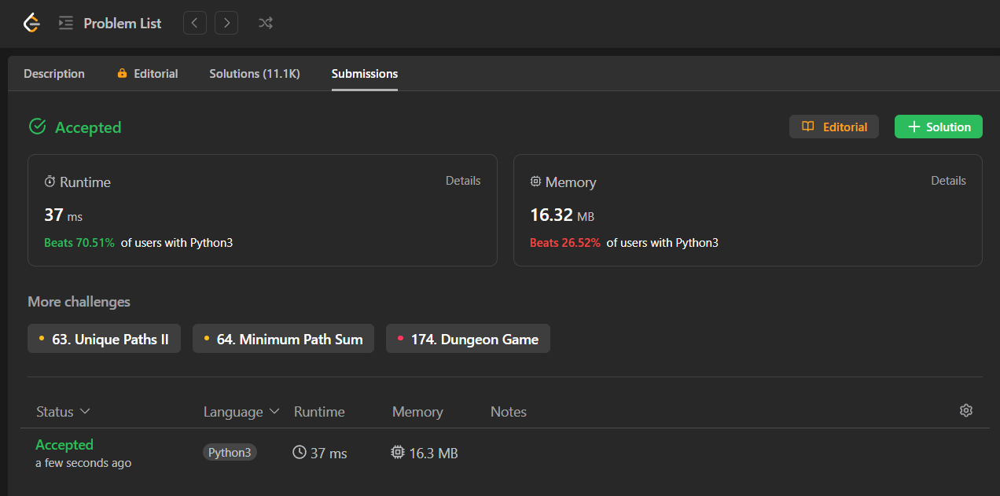 Problem List
Description Editorial Solutions (11.1K) Submissions
Accepted Editorial Solution
Runtime Details
37 ms
Beats 70.51% of users with Python3
Memory Details
16.32 MB
Beats 26.52% of users with Python3
More challenges
63. Unique Paths II 64. Minimum Path Sum 174. Dungeon Game
Status Language Runtime Memory Notes
Accepted
a few seconds ago
Python3 37 ms 16.3 MB